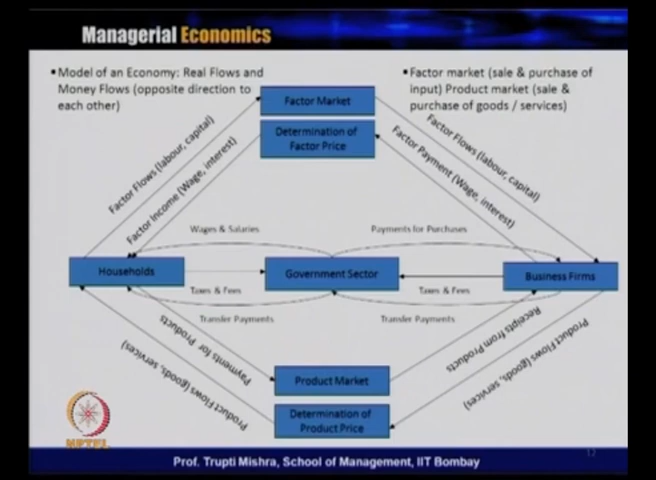 Managerial Economics
▪Model of an Economy: Real Flows and
Money Flows (opposite direction to
each other)
▪Factor market (sale & purchase of
input) Product market (sale &
purchase of goods / services)
Factor Market
Determination of
Factor Price
Factor Flows (labour, capital)
Factor Income (Wage, interest)
Factor Flows (labour, capital)
Factor Payment (Wage, interest)
Wages & Salaries
Payments for Purchases
Households
Government Sector
Business Firms
Taxes & Fees
Taxes & Fees
Transfer Payments
Transfer Payments
Payments for Products
Product Flows (goods, services)
Receipts from Products
Product Flows (goods, services)
Product Market
Determination of
Product Price
NPTEL
Prof. Trupti Mishra, School of Management, IIT Bombay